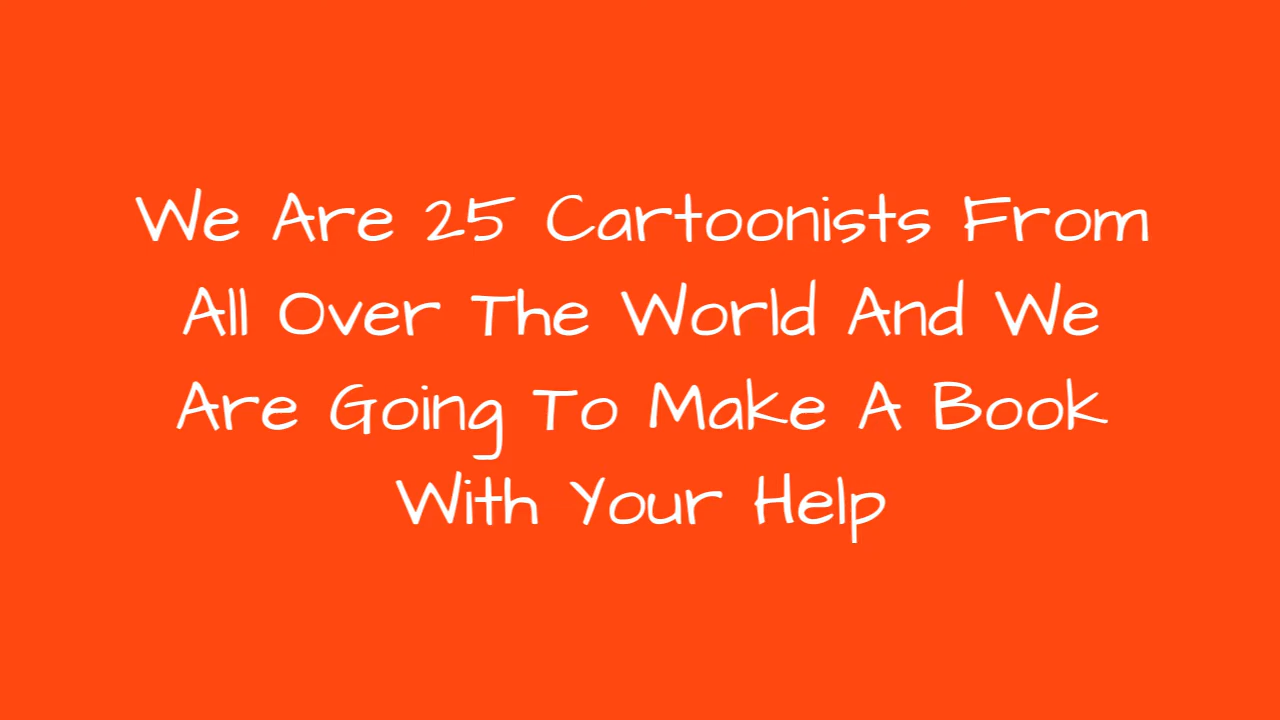 We Are 25 Cartoonists From
All Over The World And We
Are Going To Make A Book
With Your Help